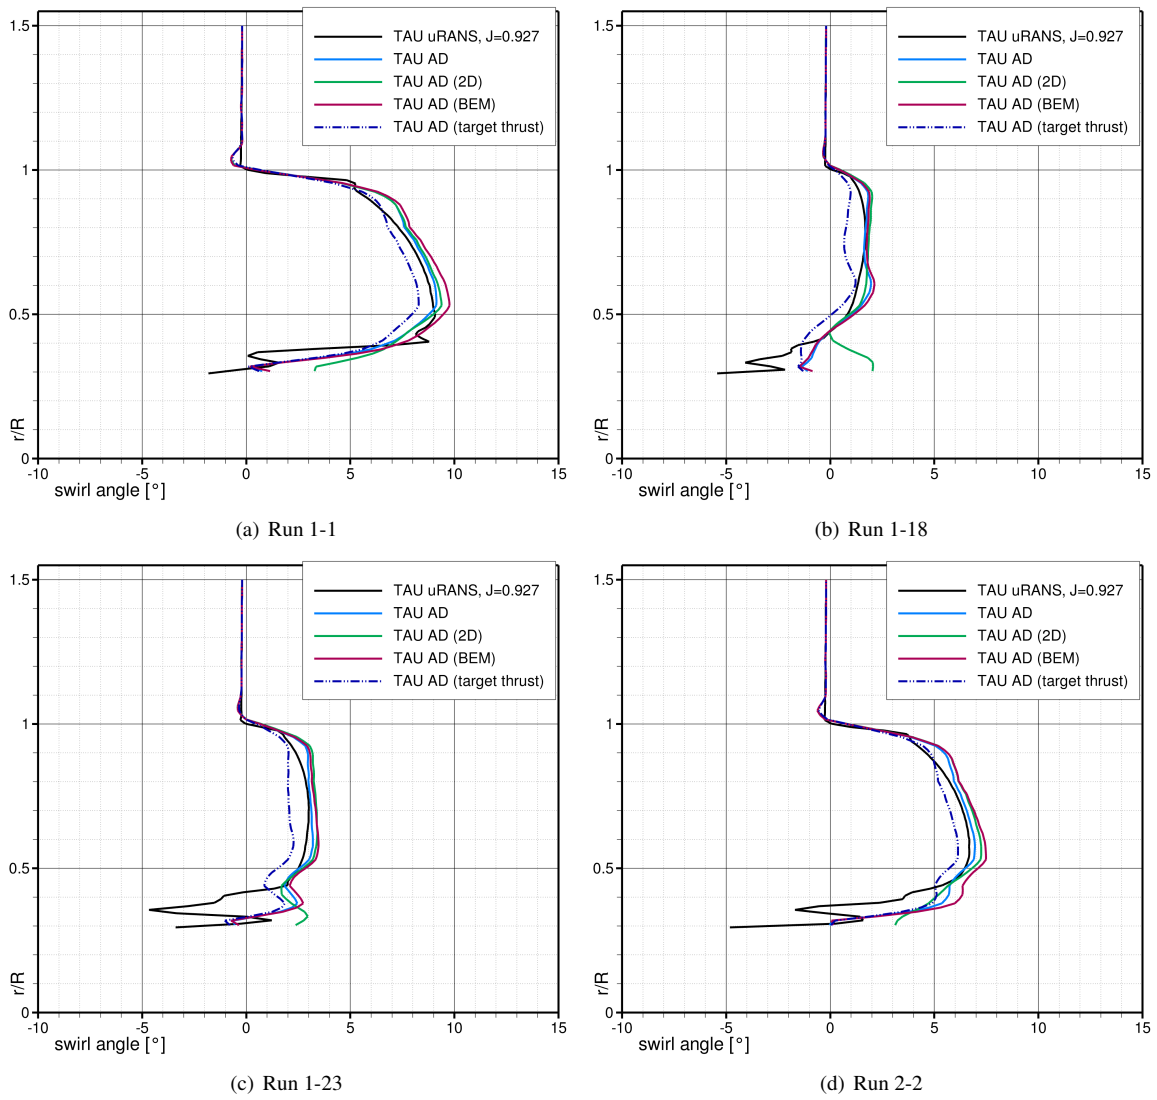 1.5
1
0.5
0
r/R
-10
-5
0
5
10
15
swirl angle [°]
TAU uRANS, J=0.927
TAU AD
TAU AD (2D)
TAU AD (BEM)
TAU AD (target thrust)
(a) Run 1-1
1.5
1
0.5
0
r/R
-10
-5
0
5
10
15
swirl angle [°]
TAU uRANS, J=0.927
TAU AD
TAU AD (2D)
TAU AD (BEM)
TAU AD (target thrust)
(b) Run 1-18
1.5
1
0.5
0
r/R
-10
-5
0
5
10
15
swirl angle [°]
TAU uRANS, J=0.927
TAU AD
TAU AD (2D)
TAU AD (BEM)
TAU AD (target thrust)
(c) Run 1-23
1.5
1
0.5
0
r/R
-10
-5
0
5
10
15
swirl angle [°]
TAU uRANS, J=0.927
TAU AD
TAU AD (2D)
TAU AD (BEM)
TAU AD (target thrust)
(d) Run 2-2